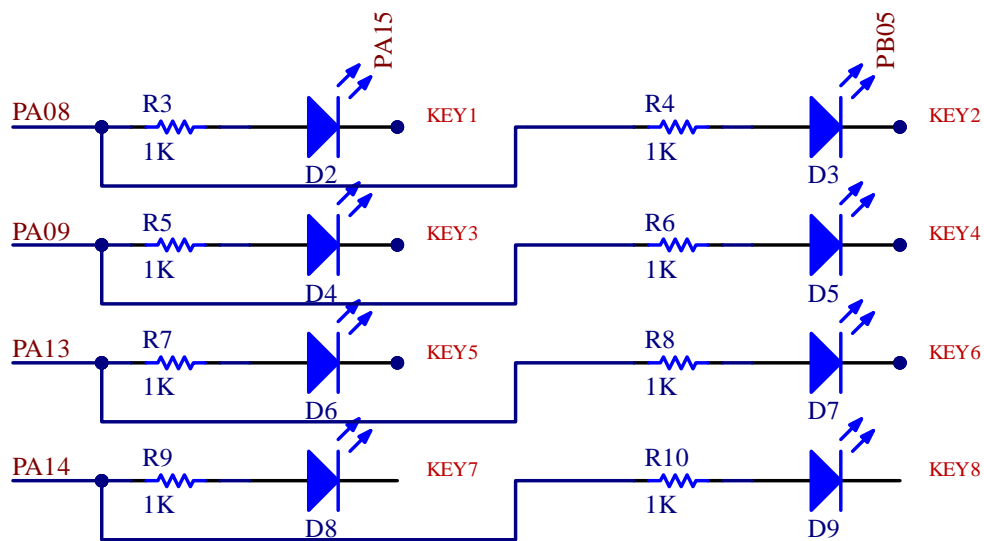 PA15
PB05
PA08 R3 KEY1 R4 KEY2
1K D2 1K D3
PA09 R5 KEY3 R6 KEY4
1K D4 1K D5
PA13 R7 KEY5 R8 KEY6
1K D6 1K D7
PA14 R9 KEY7 R10 KEY8
1K D8 1K D9